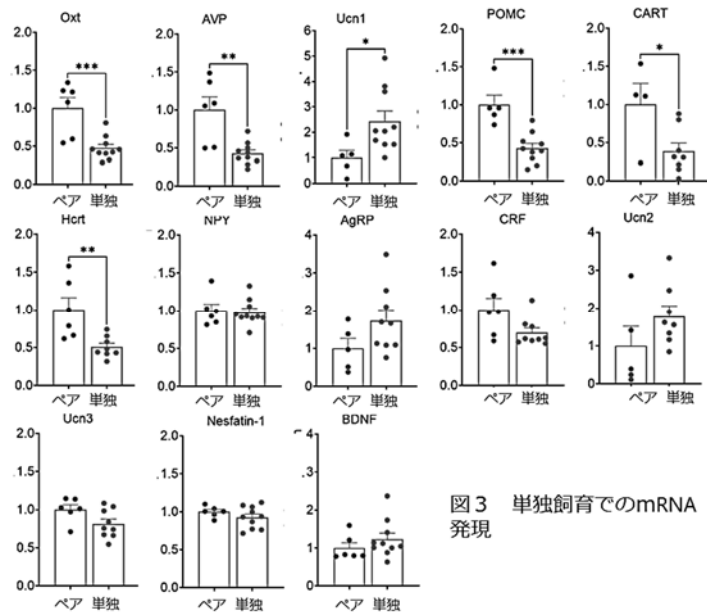 Oxt AVP Ucn1 POMC CART
2.0 2.0 6 2.0 2.0
1.5 1.5 5 1.5 1.5
1.0 1.0 4 1.0 1.0
0.5 0.5 3 0.5 0.5
0.0 0.0 2 0.0 0.0
1
0
*** ** * *** *
ペア 単独 ペア 単独 ペア 単独 ペア 単独 ペア 単独
Hcrt NPY AgRP CRF Ucn2
2.0 2.0 4 2.0 4
1.5 1.5 3 1.5 3
1.0 1.0 2 1.0 2
0.5 0.5 1 0.5 1
0.0 0.0 0 0.0 0
**
ペア 単独 ペア 単独 ペア 単独 ペア 単独 ペア 単独
Ucn3 Nesfatin-1 BDNF
2.0 2.0 4
1.5 1.5 3
1.0 1.0 2
0.5 0.5 1
0.0 0.0 0
ペア 単独 ペア 単独 ペア 単独
図3 単独飼育でのmRNA
発現